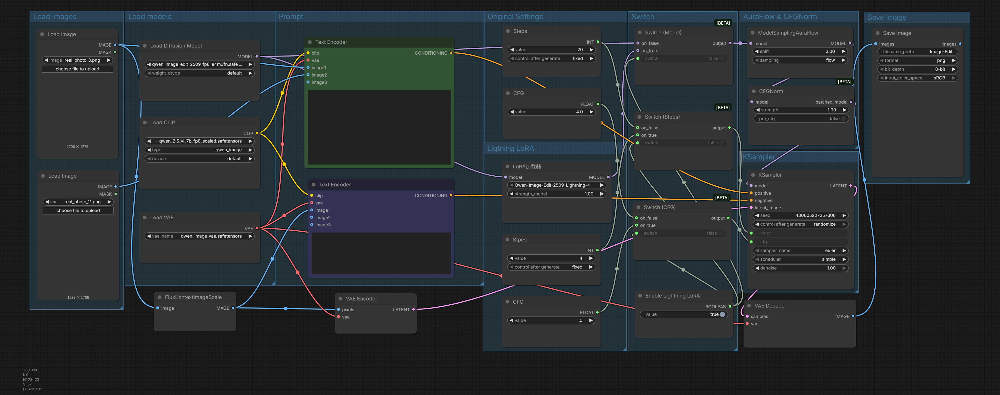 Load Images
Load Image
IMAGE
MASK
image real_photo_3.png
choose file to upload
1706 × 1279
Load Image
IMAGE
MASK
ima ... real_photo_11.png
choose file to upload
1279 × 1706
Load models
Load Diffusion Model
MODEL
qwen_image_edit_2509_fp8_e4m3fn.safe ...
weight_dtype default
Load CLIP
CLIP
... qwen_2.5_vl_7b_fp8_scaled.safetensors
type qwen_image
device default
Load VAE
VAE
vae_name qwen_image_vae.safetensors
FluxKontextImageScale
image IMAGE
Prompt
Text Encoder
clip CONDITIONING
vae
image1
image2
image3
Text Encoder
clip CONDITIONING
vae
image1
image2
image3
VAE Encode
pixels LATENT
vae
Original Settings
Steps
INT
value 20
control after generate fixed
CFG
FLOAT
value 4.0
Ligtning LoRA
LoRA加载器
model MODEL
Qwen-Image-Edit-2509-Lightning-4...
strength_model 1.00
Stpes
INT
value 4
control after generate fixed
CFG
FLOAT
value 1.0
Switch
[BETA]
Switch (Model)
on_false output
on_true
switch false
[BETA]
Switch (Steps)
on_false output
on_true
switch false
[BETA]
Switch (CFG)
on_false output
on_true
switch false
Enable Lightning LoRA
BOOLEAN
value true
AuraFlow & CFGNorm
ModelSamplingAuraFlow
model MODEL
shift 3.00
sampling flow
[BETA]
CFGNorm
model patched_model
strength 1.00
pre_cfg false
KSampler
KSampler
model LATENT
positive
negative
latent_image
seed 430605227257308
control after generate randomize
steps
cfg
sampler_name euler
scheduler simple
denoise 1.00
VAE Decode
samples IMAGE
vae
Save Image
Save Image
images images
filename_prefix Image-Edit
format png
bit_depth 8-bit
input_color_space sRGB
T: 0.00s
I: 0
N: 23 [23]
V: 57
FPS:294.12